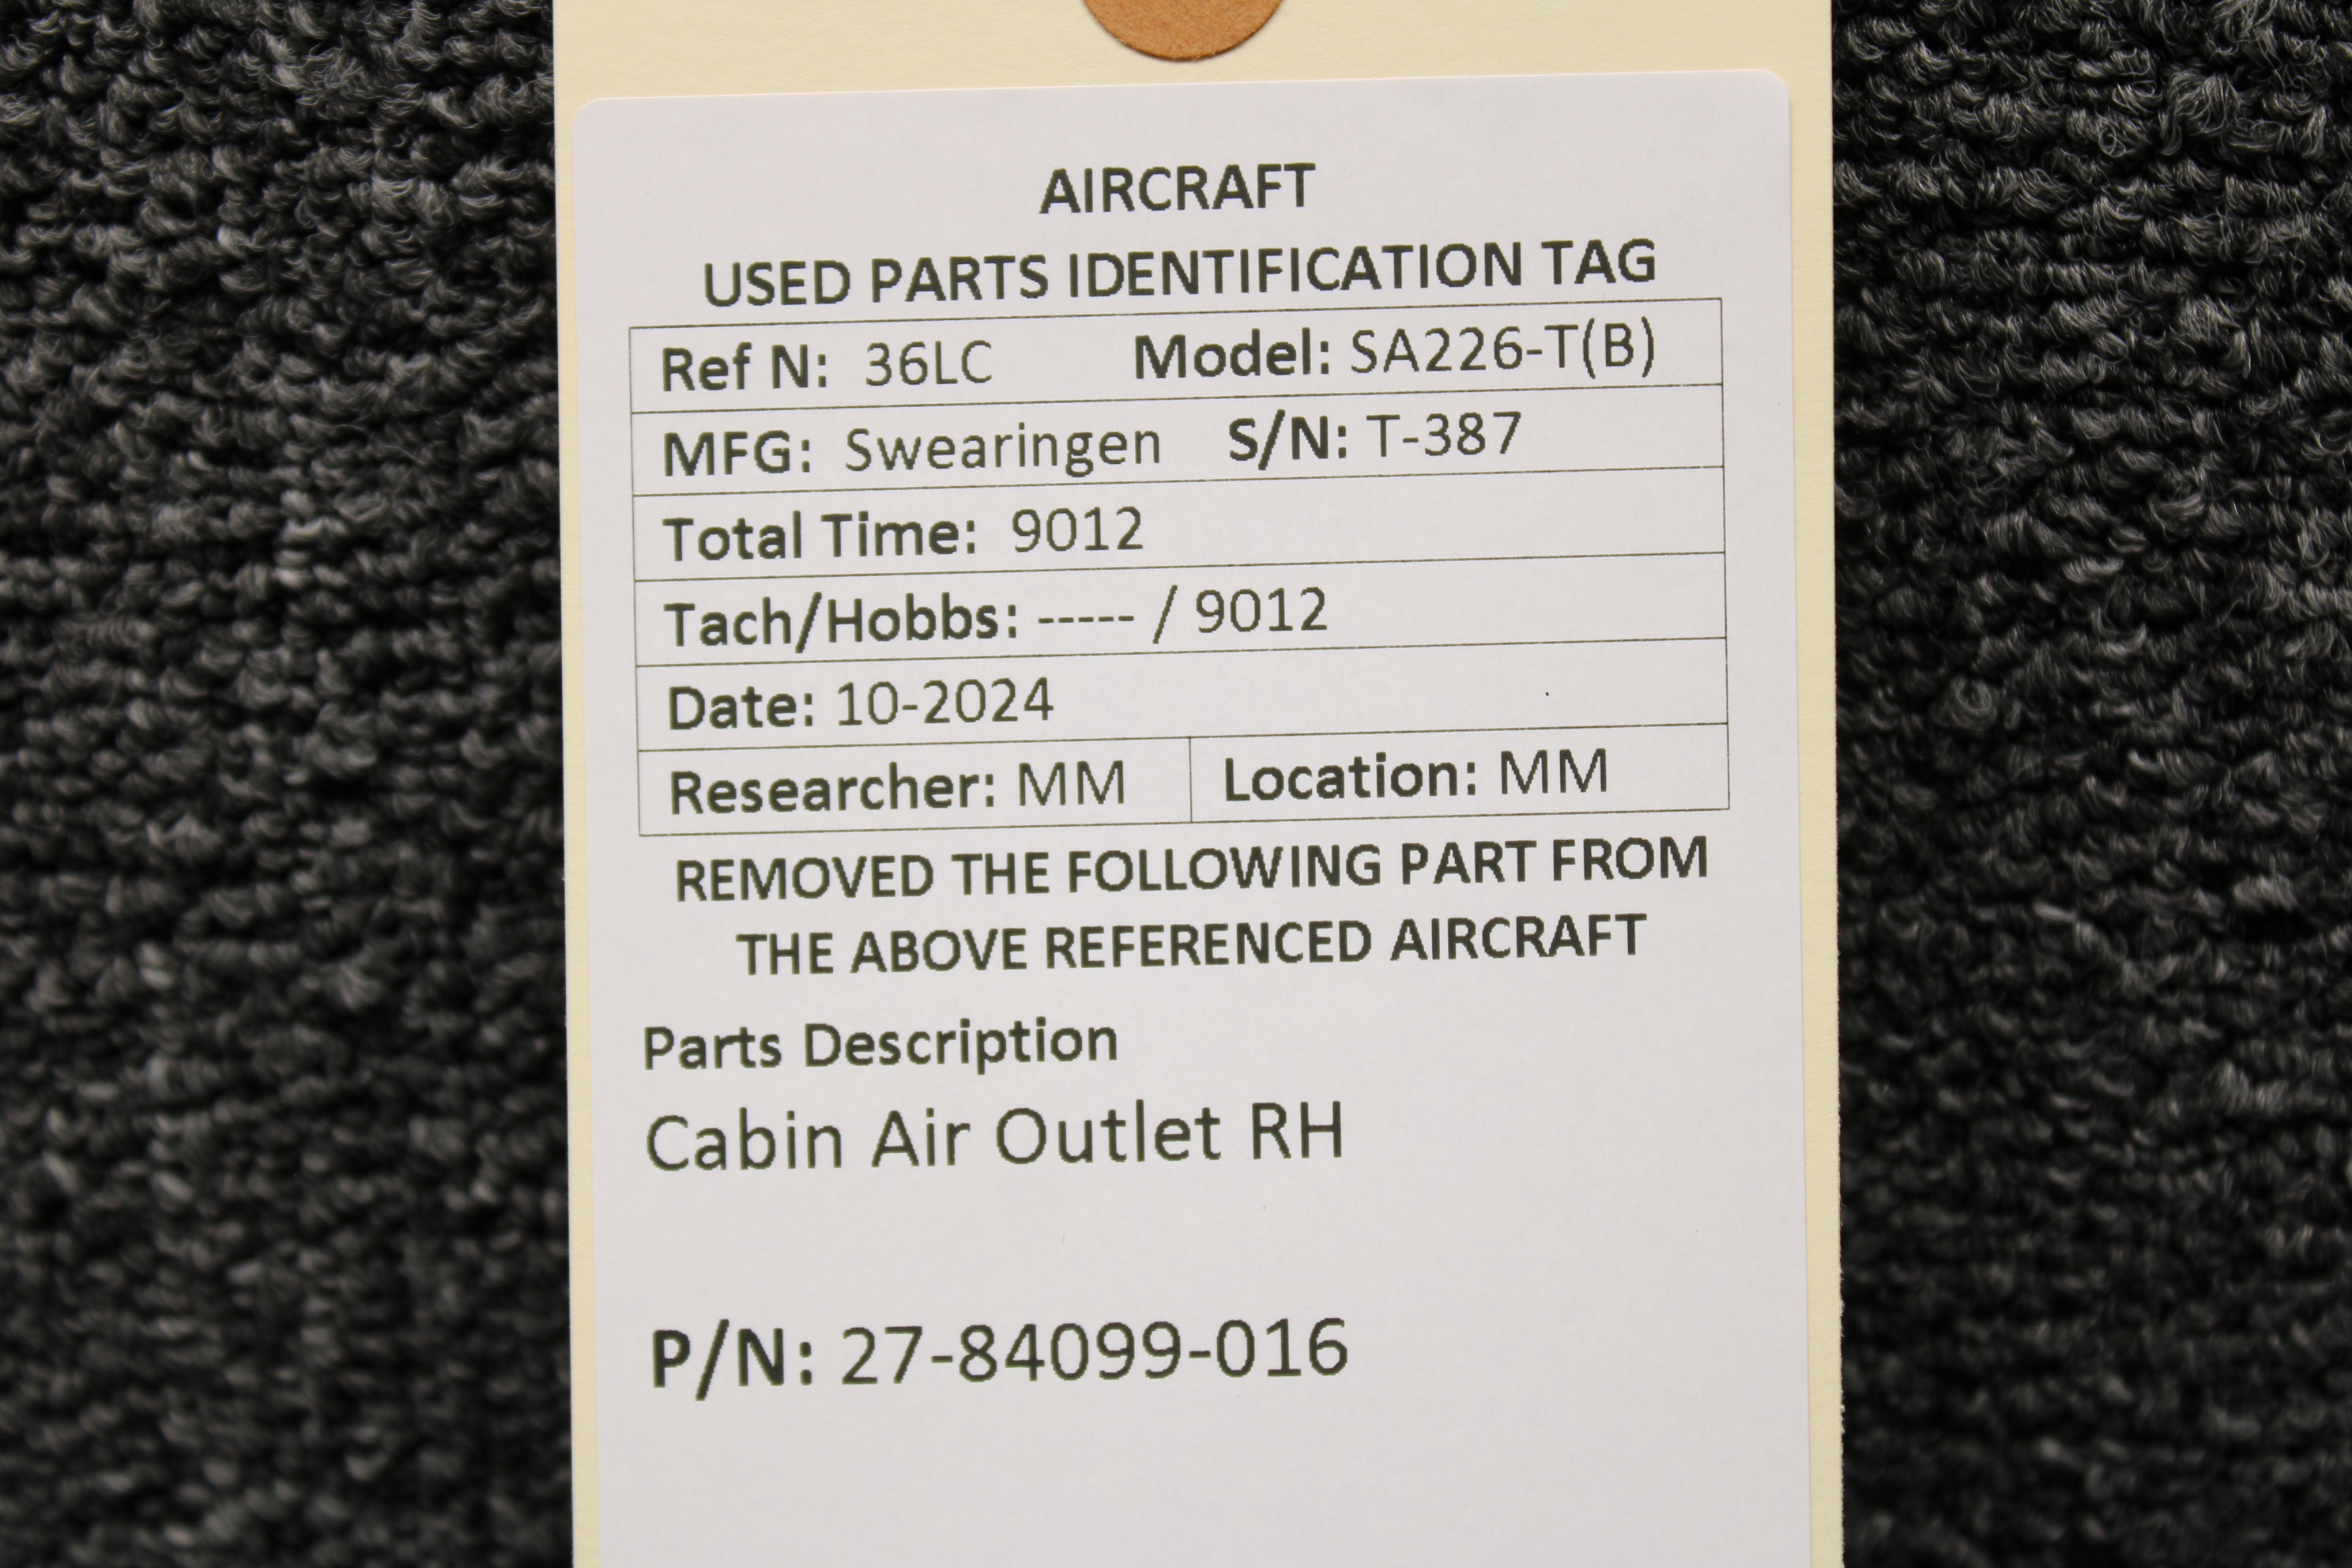 AIRCRAFT
USED PARTS IDENTIFICATION TAG
Ref N: 36LC Model: SA226-T(B)
MFG: Swearingen S/N: T-387
Total Time: 9012
Tach/Hobbs: ----- / 9012
Date: 10-2024
Researcher: MM Location: MM
REMOVED THE FOLLOWING PART FROM
THE ABOVE REFERENCED AIRCRAFT
Parts Description
Cabin Air Outlet RH
P/N: 27-84099-016